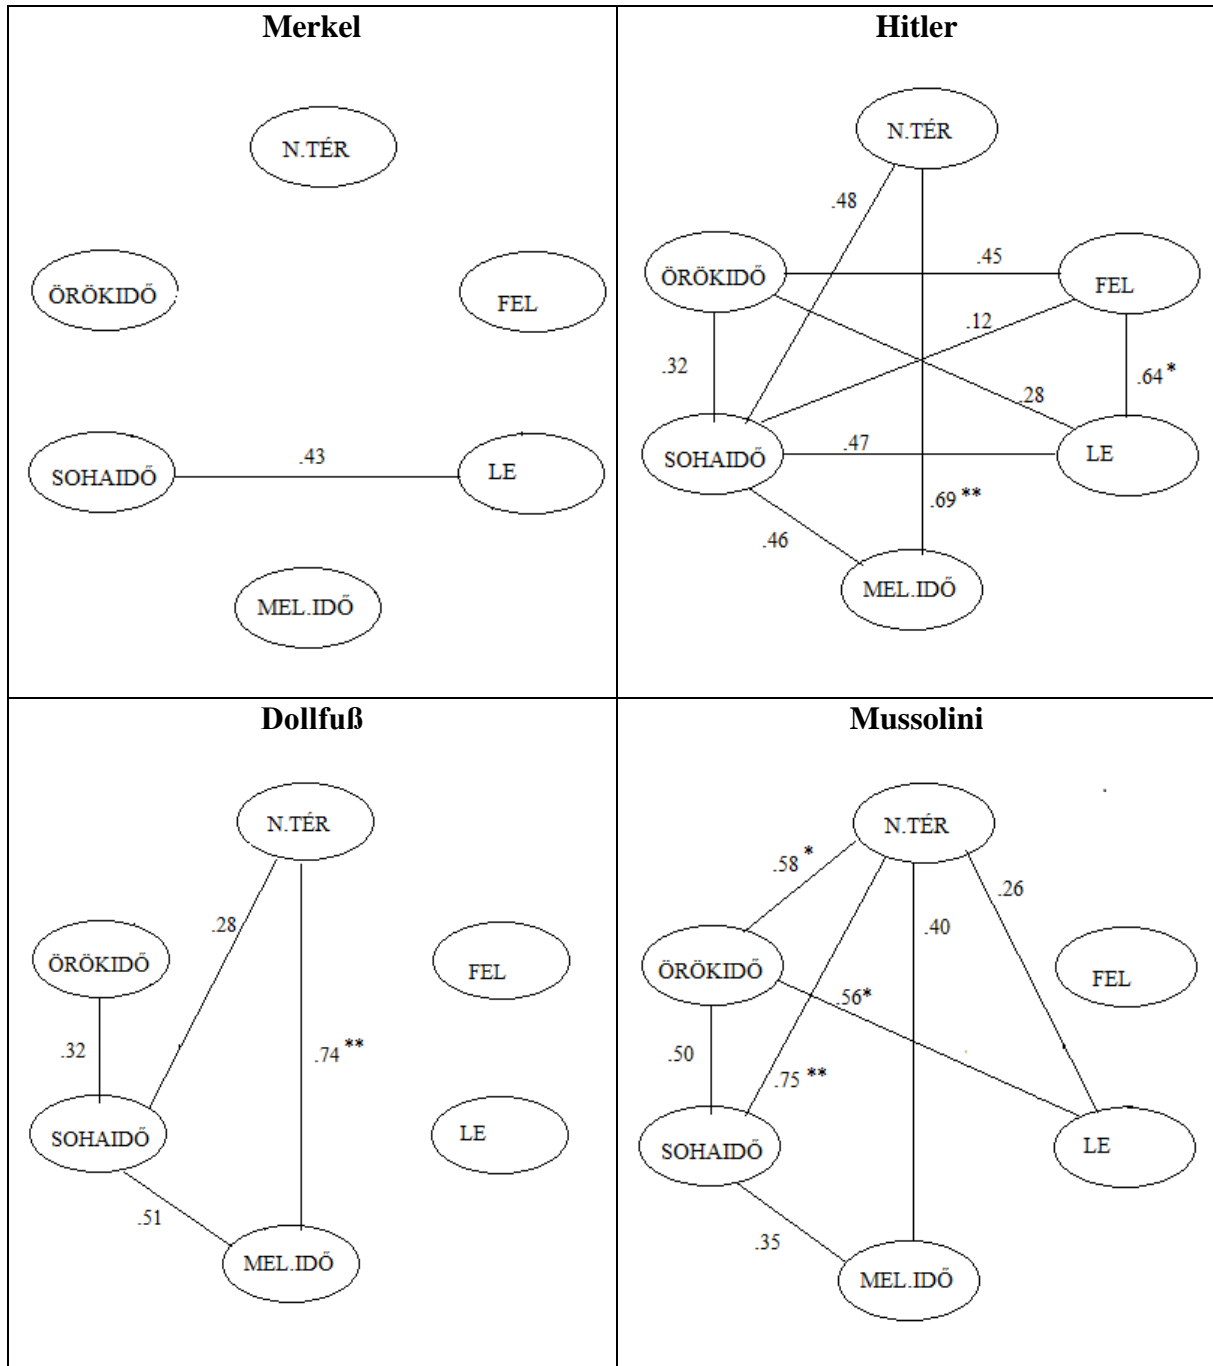 Merkel
N.TÉR
ÖRÖKIDŐ
FEL
.43
SOHAIDŐ
LE
MEL.IDŐ
Hitler
N.TÉR
.48
ÖRÖKIDŐ
.45
FEL
.12
.32
.64 *
.28
SOHAIDŐ
.47
LE
.69 **
.46
MEL.IDŐ
Dollfuß
N.TÉR
.28
ÖRÖKIDŐ
FEL
.32
.74 **
SOHAIDŐ
LE
.51
MEL.IDŐ
Mussolini
N.TÉR
.58 *
.26
.40
ÖRÖKIDŐ
FEL
.56*
.50
.75 **
SOHAIDŐ
LE
.35
MEL.IDŐ